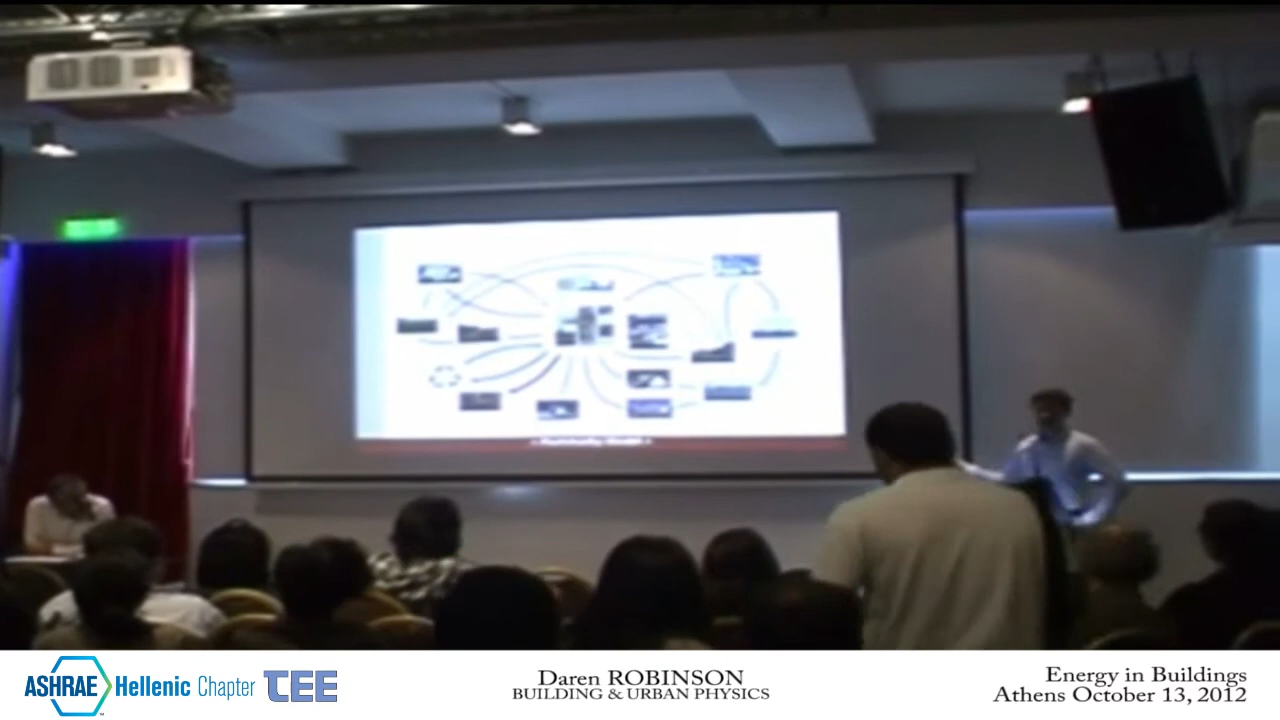 ASHRAE Hellenic Chapter TEE
Daren ROBINSON
BUILDING & URBAN PHYSICS
Energy in Buildings
Athens October 13, 2012